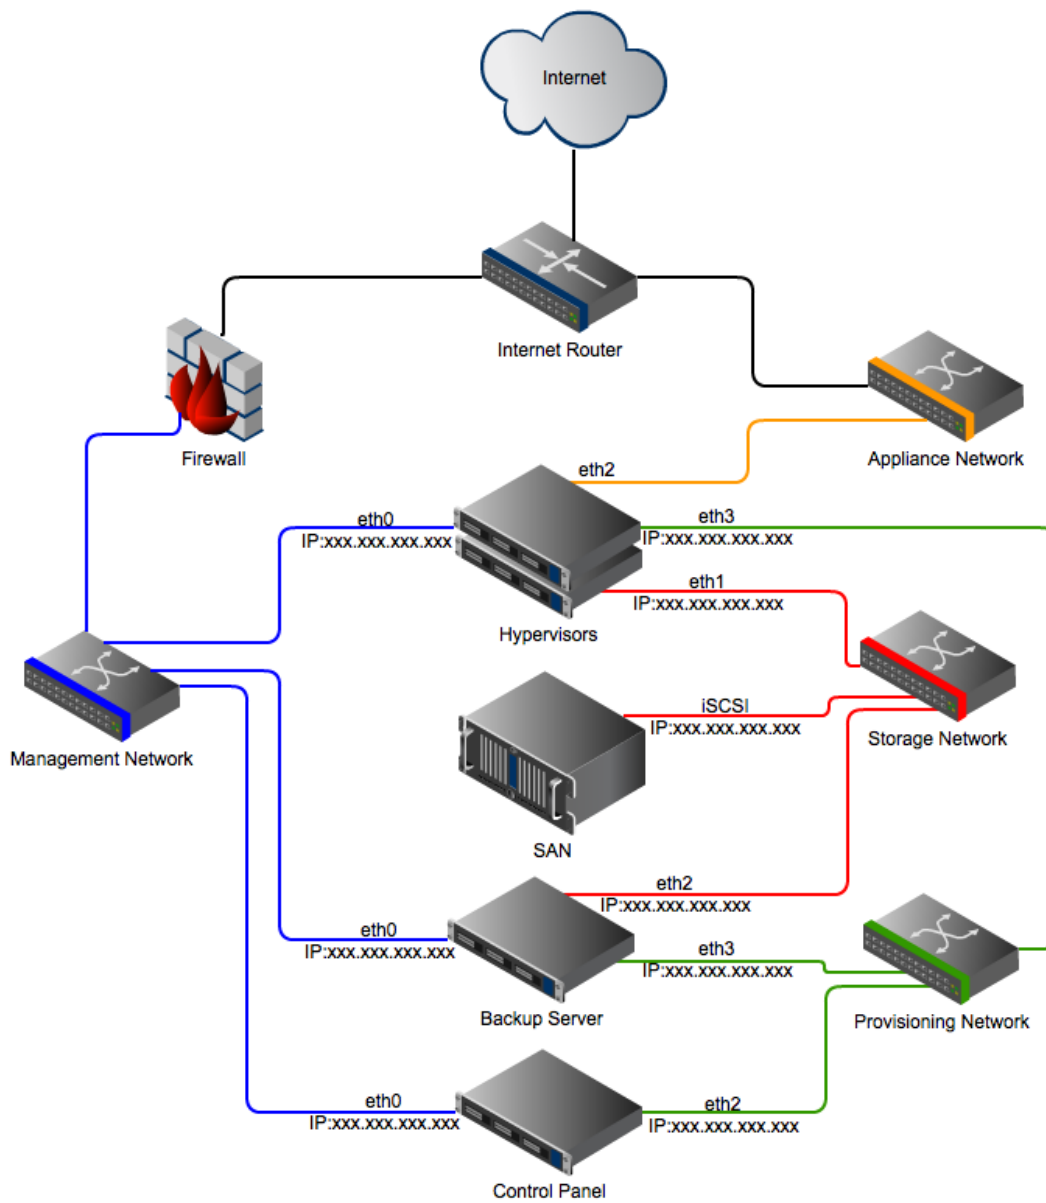 Internet
Internet Router
Firewall
Appliance Network
eth2
eth0
IP:xxx.xxx.xxx.xxx
eth3
IP:xxx.xxx.xxx.xxx
eth1
IP:xxx.xxx.xxx.xxx
Hypervisors
Management Network
iSCSI
IP:xxx.xxx.xxx.xxx
Storage Network
SAN
eth2
IP:xxx.xxx.xxx.xxx
eth0
IP:xxx.xxx.xxx.xxx
eth3
IP:xxx.xxx.xxx.xxx
Backup Server
Provisioning Network
eth0
IP:xxx.xxx.xxx.xxx
eth2
IP:xxx.xxx.xxx.xxx
Control Panel